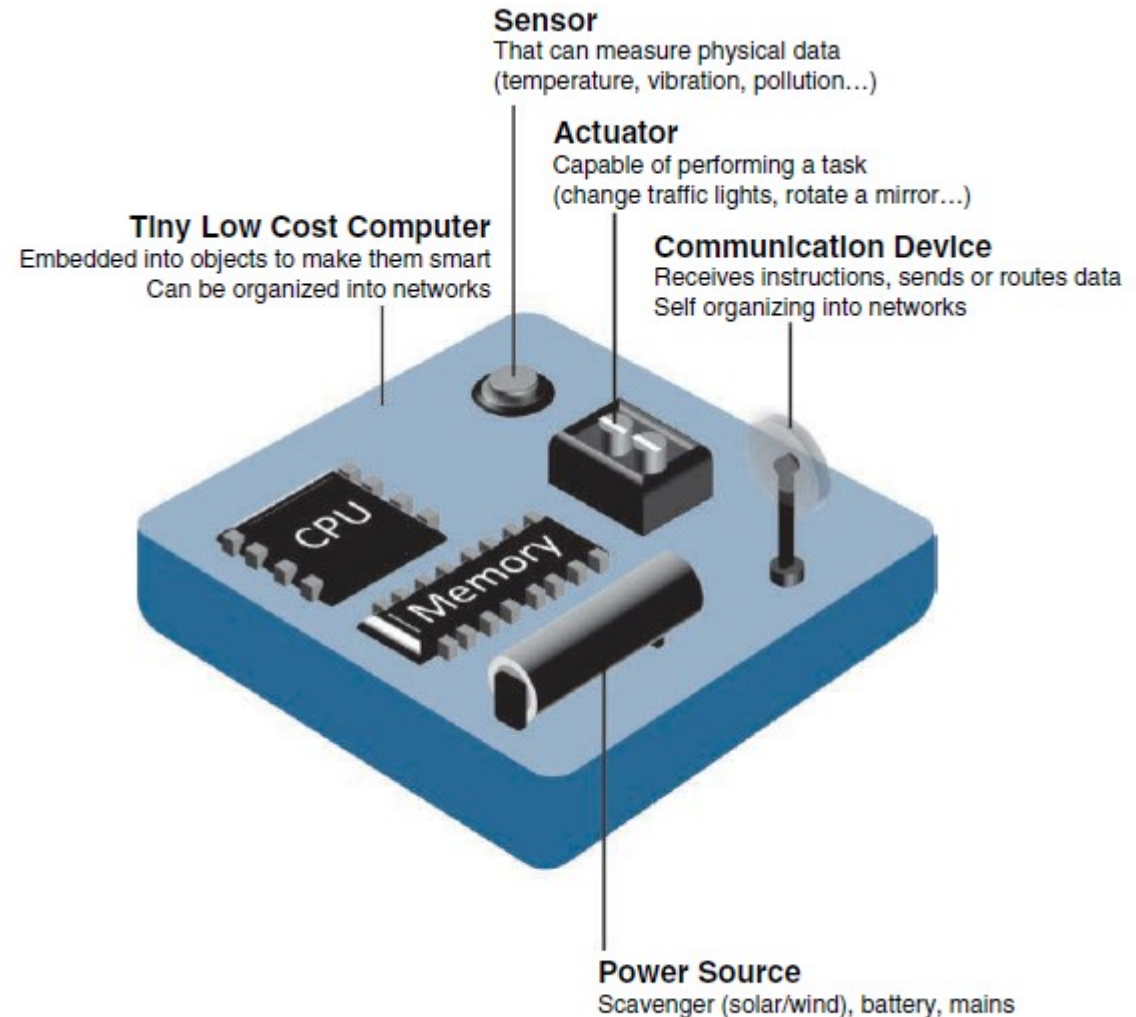 Sensor
That can measure physical data
(temperature, vibration, pollution…)
Actuator
Capable of performing a task
(change traffic lights, rotate a mirror…)
Tiny Low Cost Computer
Embedded into objects to make them smart
Can be organized into networks
Communication Device
Receives instructions, sends or routes data
Self organizing into networks
CPU
Memory
Power Source
Scavenger (solar/wind), battery, mains